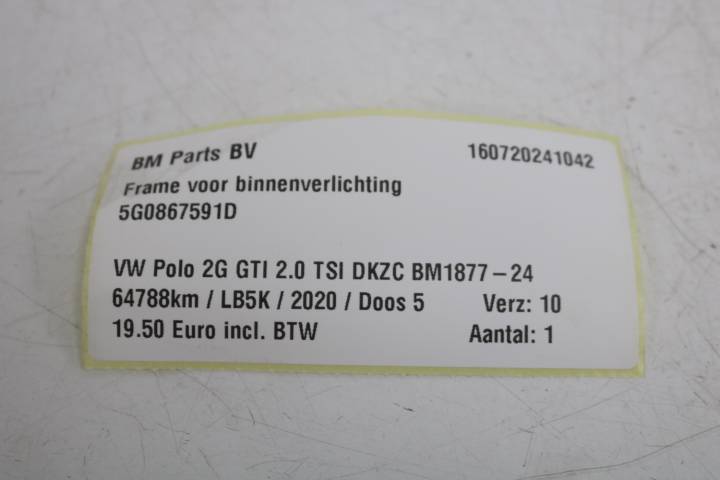 BM Parts BV 160720241042
Frame voor binnenverlichting
5G0867591D
VW Polo 2G GTI 2.0 TSI DKZC BM1877-24
64788km / LB5K / 2020 / Doos 5 Verz: 10
19.50 Euro incl. BTW Aantal: 1